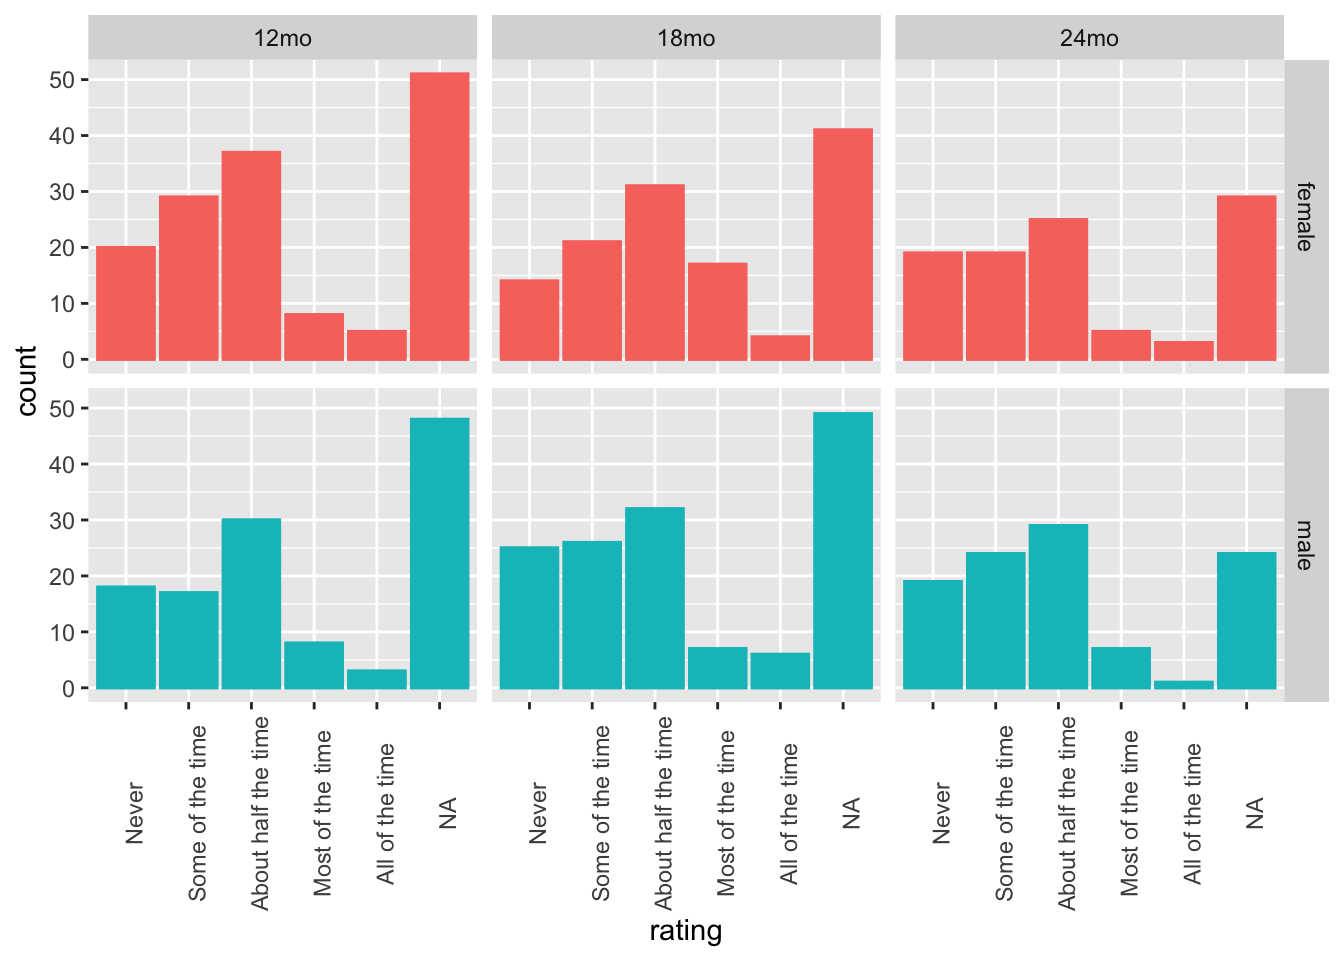 12mo
18mo
24mo
50
40
30
20
10
0
female
50
40
30
20
10
0
male
count
Never
Some of the time
About half the time
Most of the time
All of the time
NA
Never
Some of the time
About half the time
Most of the time
All of the time
NA
Never
Some of the time
About half the time
Most of the time
All of the time
NA
rating